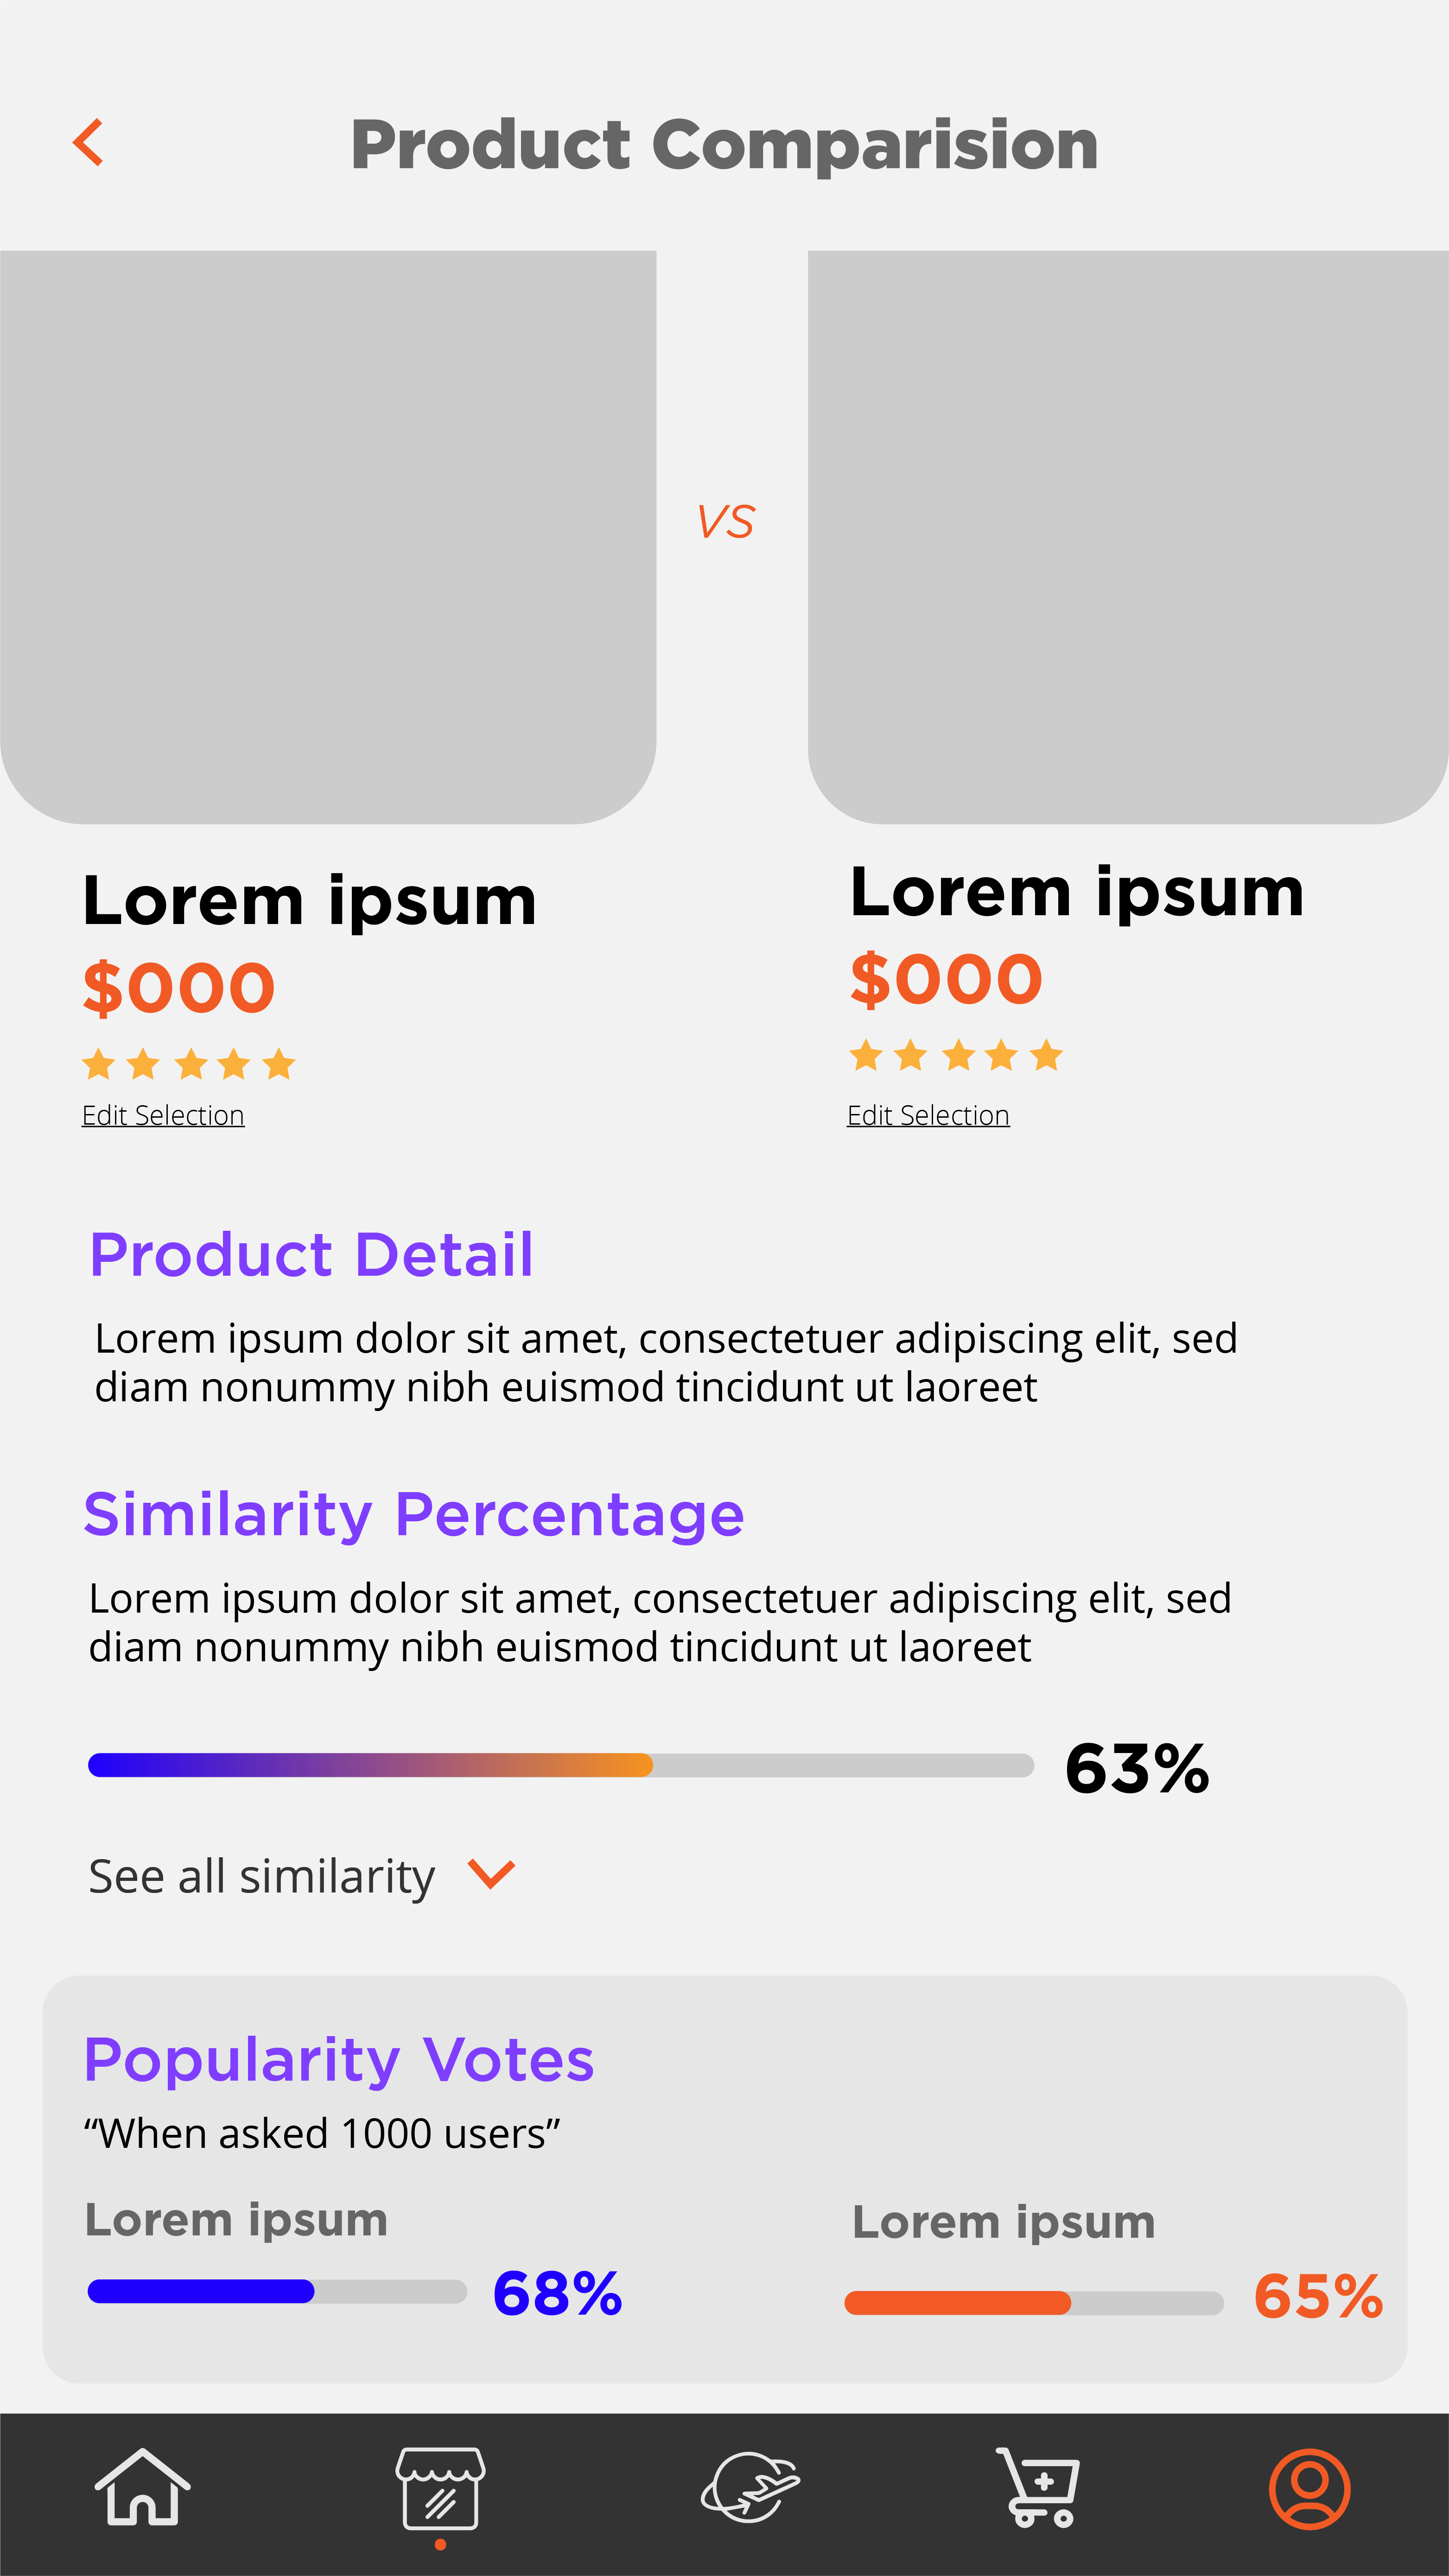 Product Comparision
VS
Lorem ipsum
$000
Edit Selection
Lorem ipsum
$000
Edit Selection
Product Detail
Lorem ipsum dolor sit amet, consectetuer adipiscing elit, sed
diam nonummy nibh euismod tincidunt ut laoreet
Similarity Percentage
Lorem ipsum dolor sit amet, consectetuer adipiscing elit, sed
diam nonummy nibh euismod tincidunt ut laoreet
63%
See all similarity
Popularity Votes
“When asked 1000 users”
Lorem ipsum
68%
Lorem ipsum
65%